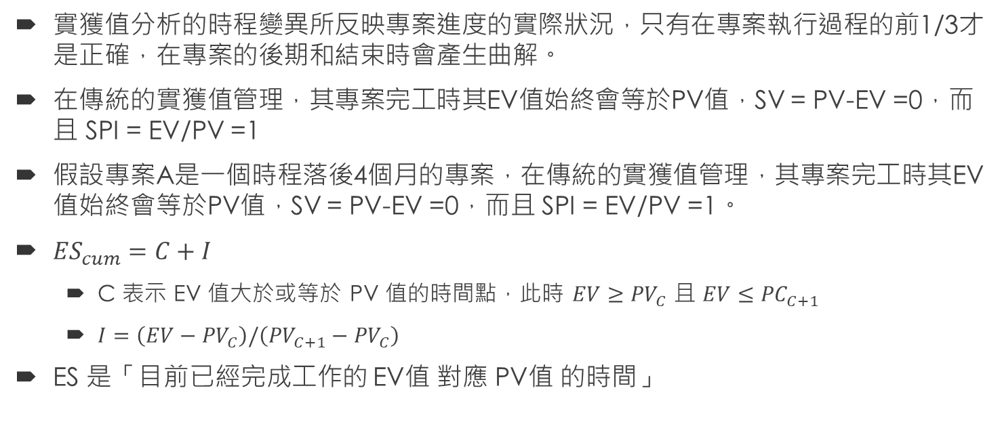 實獲值分析的時程變異所反映專案進度的實際狀況，只有在專案執行過程的前1/3才
是正確，在專案的後期和結束時會產生曲解。
在傳統的實獲值管理，其專案完工時其EV值始終會等於PV值，SV = PV-EV =0，而
且 SPI = EV/PV =1
假設專案A是一個時程落後4個月的專案，在傳統的實獲值管理，其專案完工時其EV
值始終會等於PV值，SV = PV-EV =0，而且 SPI = EV/PV =1。
$ES_{cum} = C + I$
C 表示 EV 值大於或等於 PV 值的時間點，此時 $EV \geq PV_C$ 且 $EV \leq PC_{C+1}$
$I = (EV - PV_C)/(PV_{C+1} - PV_C)$
ES 是「目前已經完成工作的 EV值 對應 PV值 的時間」